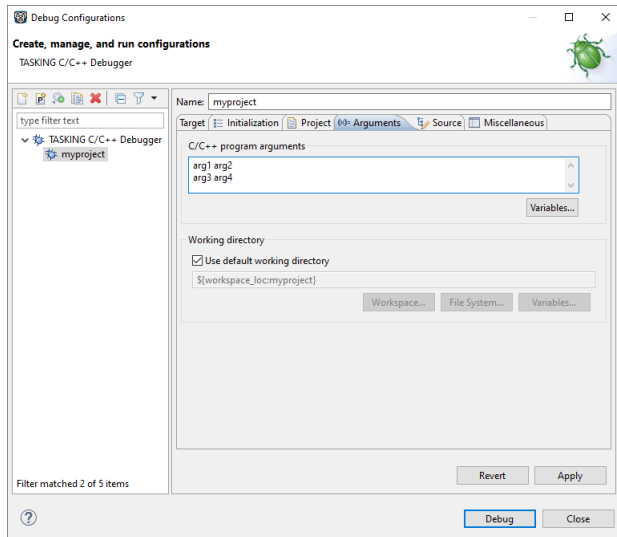 Debug Configurations
Create, manage, and run configurations
TASKING C/C++ Debugger
type filter text
TASKING C/C++ Debugger
myproject
Filter matched 2 of 5 items
Name: myproject
Target Initialization Project (x)= Arguments Source Miscellaneous
C/C++ program arguments
arg1 arg2
arg3 arg4
Variables...
Working directory
Use default working directory
${workspace_loc:myproject}
Workspace... File System... Variables...
Revert Apply
? Debug Close